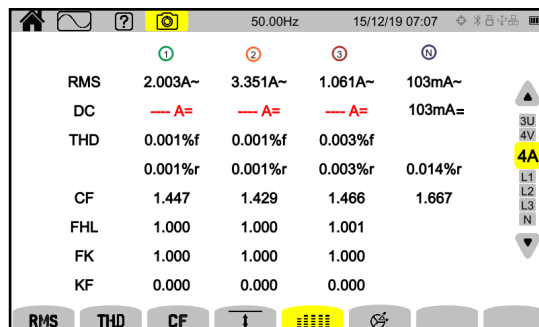 ? 50.00Hz 15/12/19 07:07
1 2 3 N
RMS 2.003A~ 3.351A~ 1.061A~ 103mA~
DC ---- A= ---- A= ---- A= 103mA=
THD 0.001%f 0.001%f 0.003%f
0.001%r 0.001%r 0.003%r 0.014%r
CF 1.447 1.429 1.466 1.667
FHL 1.000 1.000 1.001
FK 1.000 1.000 1.000
KF 0.000 0.000 0.000
3U
4V
4A
L1
L2
L3
N
RMS THD CF